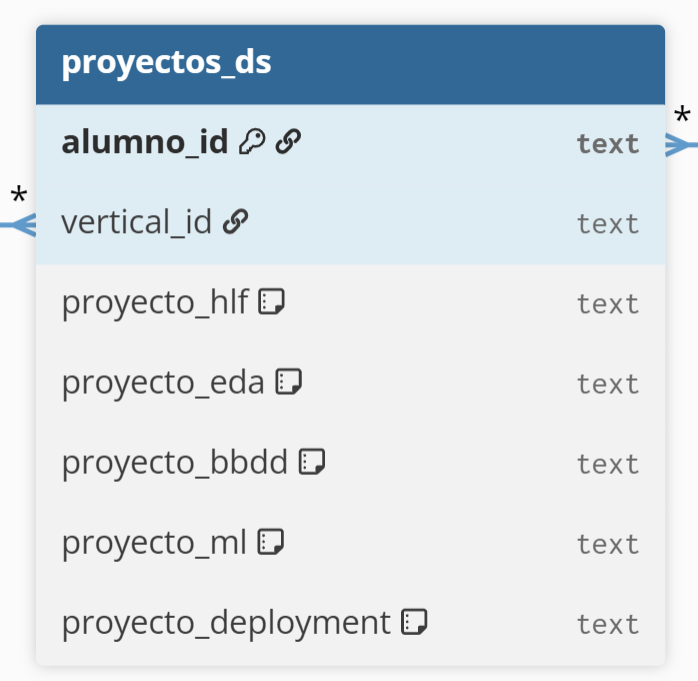 proyectos_ds
alumno_id text
*
*
vertical_id text
proyecto_hlf text
proyecto_eda text
proyecto_bbdd text
proyecto_ml text
proyecto_deployment text